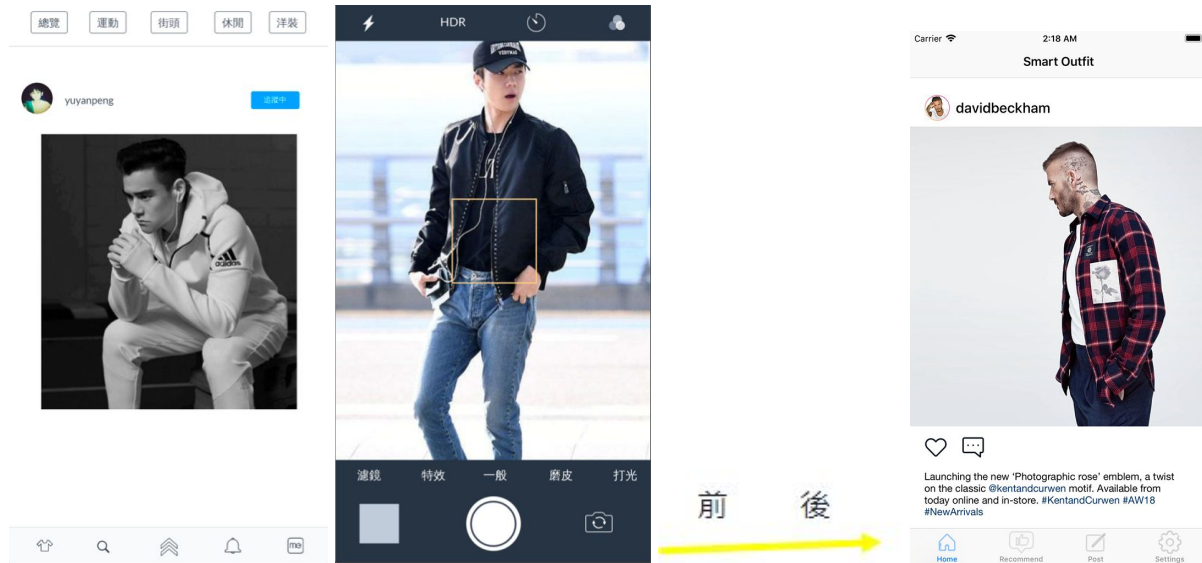 總覽
運動
街頭
休閒
洋裝
yuyanpeng
追蹤中
adidas
me
HDR
濾鏡
特效
一般
磨皮
打光
前 後
Carrier
2:18 AM
Smart Outfit
davidbeckham
Launching the new ‘Photographic rose’ emblem, a twist
on the classic @kentandcurwen motif. Available from
today online and in-store. #KentandCurwen #AW18
#NewArrivals
Home
Recommend
Post
Settings